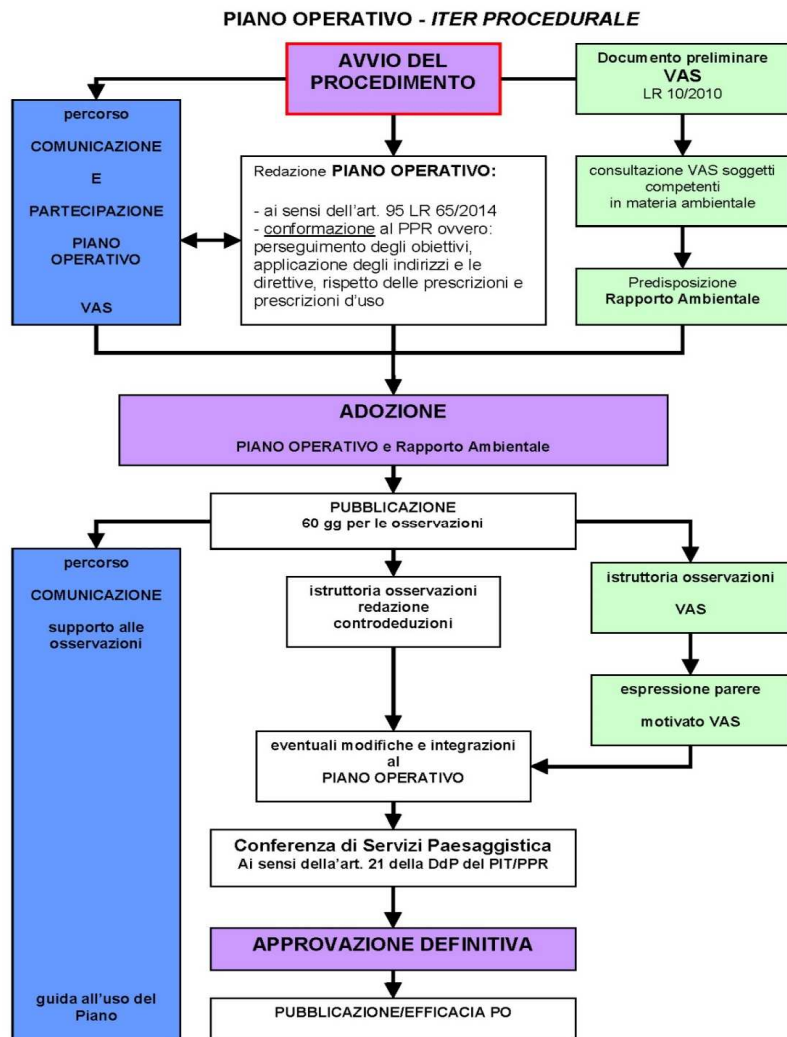 PIANO OPERATIVO - ITER PROCEDURALE
AVVIO DEL
PROCEDIMENTO
Documento preliminare
VAS
LR 10/2010
percorso
COMUNICAZIONE
E
PARTECIPAZIONE
PIANO
OPERATIVO
VAS
Redazione PIANO OPERATIVO:
- ai sensi dell'art. 95 LR 65/2014
- conformazione al PPR ovvero:
perseguimento degli obiettivi,
applicazione degli indirizzi e le
direttive, rispetto delle prescrizioni e
prescrizioni d'uso
consultazione VAS soggetti
competenti
in materia ambientale
Predisposizione
Rapporto Ambientale
ADOZIONE
PIANO OPERATIVO e Rapporto Ambientale
PUBBLICAZIONE
60 gg per le osservazioni
percorso
COMUNICAZIONE
supporto alle
osservazioni
guida all'uso del
Piano
istruttoria osservazioni
redazione
controdeduzioni
istruttoria osservazioni
VAS
espressione parere
motivato VAS
eventuali modifiche e integrazioni
al
PIANO OPERATIVO
Conferenza di Servizi Paesaggistica
Ai sensi della'art. 21 della DdP del PIT/PPR
APPROVAZIONE DEFINITIVA
PUBBLICAZIONE/EFFICACIA PO